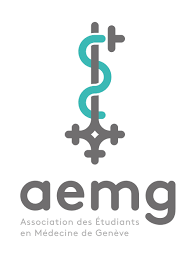 aemg
Association des Étudiants
en Médecine de Genève